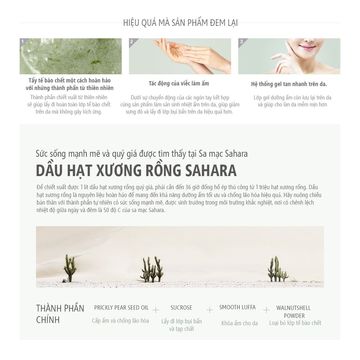 HIỆU QUẢ MÀ SẢN PHẨM ĐEM LẠI
1
2
3
Tẩy tế bào chết một cách hoàn hảo
với những thành phần từ thiên nhiên
Thành phần chiết xuất từ thiên nhiên
sẽ giúp lấy đi hoàn toàn lớp tế bào chết
trên da mà không gây kích ứng.
Tác động của việc làm ấm
Dưới sự chuyển động của các ngón tay kết hợp
cùng sản phẩm làm sản sinh nhiệt ấm trên da, giúp giảm
sưng đỏ và lấy đi lớp bụi bẩn trên da hiệu quả hơn.
Hệ thống gel tan nhanh trên da.
Lớp gel dưỡng ẩm còn lưu lại trên da
và giúp cho làn da mềm mịn hơn
Sức sống mạnh mẽ và quý giá được tìm thấy tại Sa mạc Sahara
DẦU HẠT XƯƠNG RỒNG SAHARA
Để chiết xuất được 1 lít dầu hạt xương rồng quý giá, phải cần đến 36 giờ đồng hồ ép thủ công từ 1 triệu hạt xương rồng. Dầu
hạt xương rồng là nguyên liệu hoàn hảo để mang đến khả năng dưỡng ẩm tối ưu và chống lão hóa hiệu quả. Hãy nuông chiều
bản thân với thành phần tự nhiên có sức sống mạnh mẽ, được sinh trưởng trong môi trường khắc nghiệt, nơi có chênh lệch
nhiệt độ giữa ngày và đêm là 50 độ C của sa mạc Sahara.
THÀNH PHẦN
CHÍNH
PRICKLY PEAR SEED OIL
Cấp ẩm và chống lão hóa
+
SUCROSE
Lấy đi lớp bụi bẩn
và tạp chất
+
SMOOTH LUFFA
Khóa ẩm cho da
+
WALNUTSHELL
POWDER
Loại bỏ lớp tế bào chết